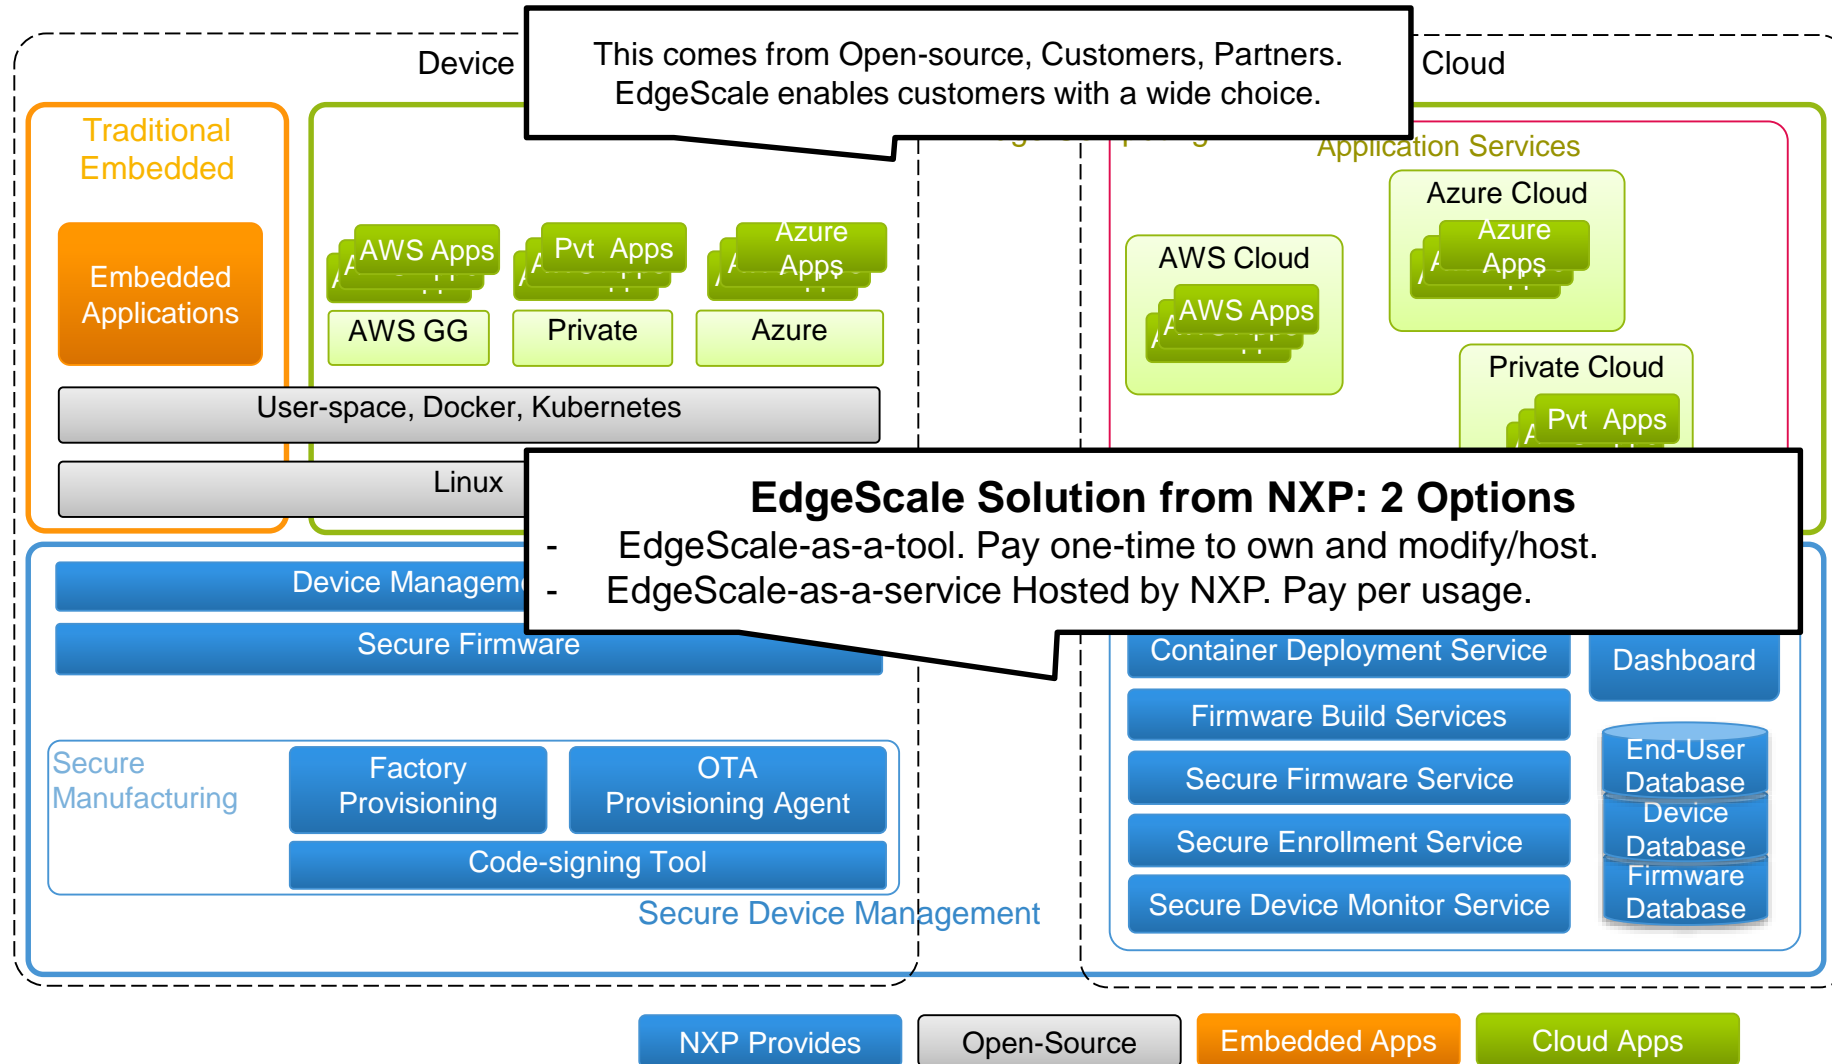 Device
This comes from Open-source, Customers, Partners.
EdgeScale enables customers with a wide choice.
Cloud
Traditional
Embedded
Embedded
Applications
AWS Apps
Pvt Apps
Azure
Apps
AWS GG
Private
Azure
User-space, Docker, Kubernetes
Linux
Application Services
AWS Cloud
AWS Apps
Azure Cloud
Azure
Apps
Private Cloud
Pvt Apps
EdgeScale Solution from NXP: 2 Options
- EdgeScale-as-a-tool. Pay one-time to own and modify/host.
- EdgeScale-as-a-service Hosted by NXP. Pay per usage.
Device
Secure Firmware
Secure
Manufacturing
Factory
Provisioning
OTA
Provisioning Agent
Code-signing Tool
Secure Device Management
Container Deployment Service
Firmware Build Services
Secure Firmware Service
Secure Enrollment Service
Secure Device Monitor Service
Dashboard
End-User
Database
Device
Database
Firmware
Database
NXP Provides
Open-Source
Embedded Apps
Cloud Apps